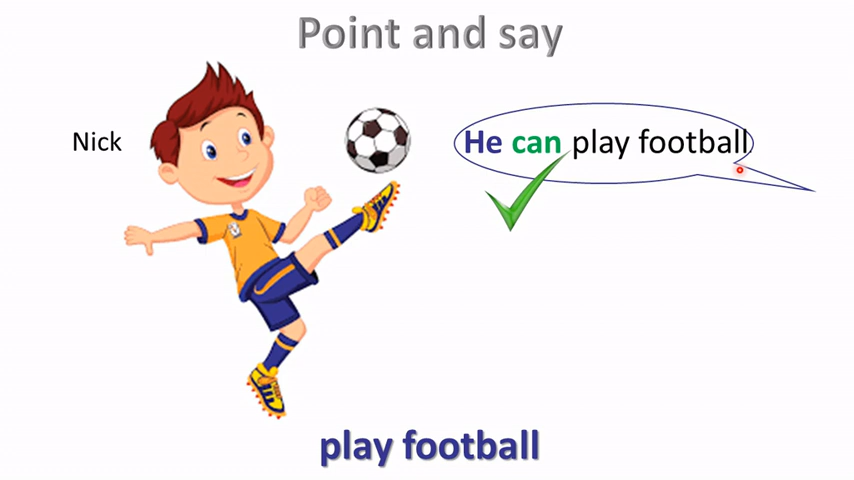 Point and say
Nick
He can play football
play football